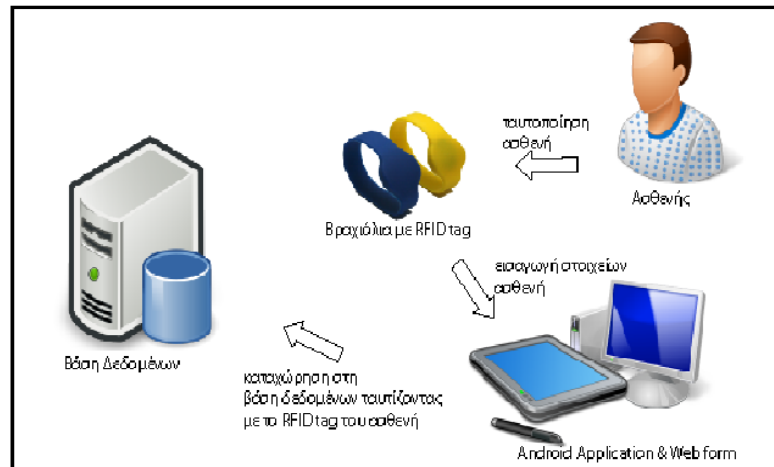 ταυτοποίηση
ασθενή
Ασθενής
Βραχιόλια με RFID tag
εισαγωγή στοιχείων
ασθενή
Βάση Δεδομένων
καταχώρηση στη
βάση δεδομένων ταυτίζοντας
με το RFID tag του ασθενή
Android Application & Web form